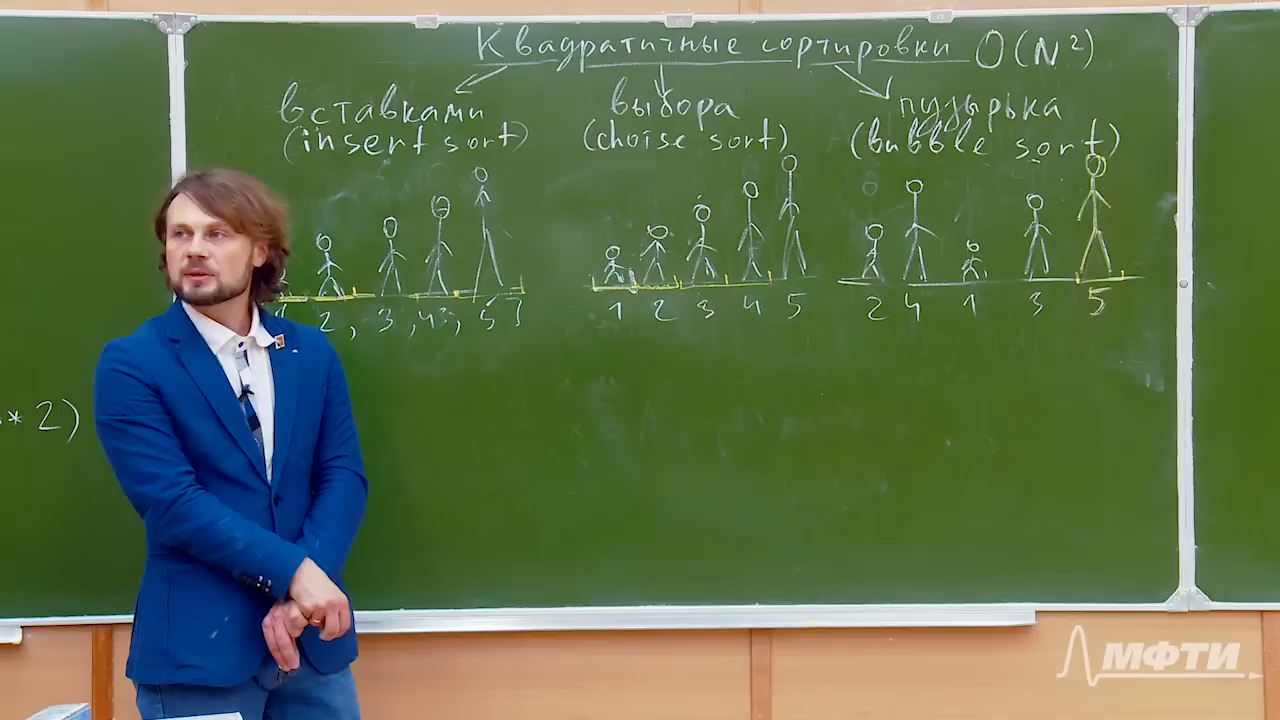 Квадратичные сортировки O(N²)
вставками
(insert sort)
выбора
(choise sort)
пузырька
(bubble sort)
2, 3, 4, 5
1 2 3 4 5
2 4 1 3 5
* 2)
МФТИ